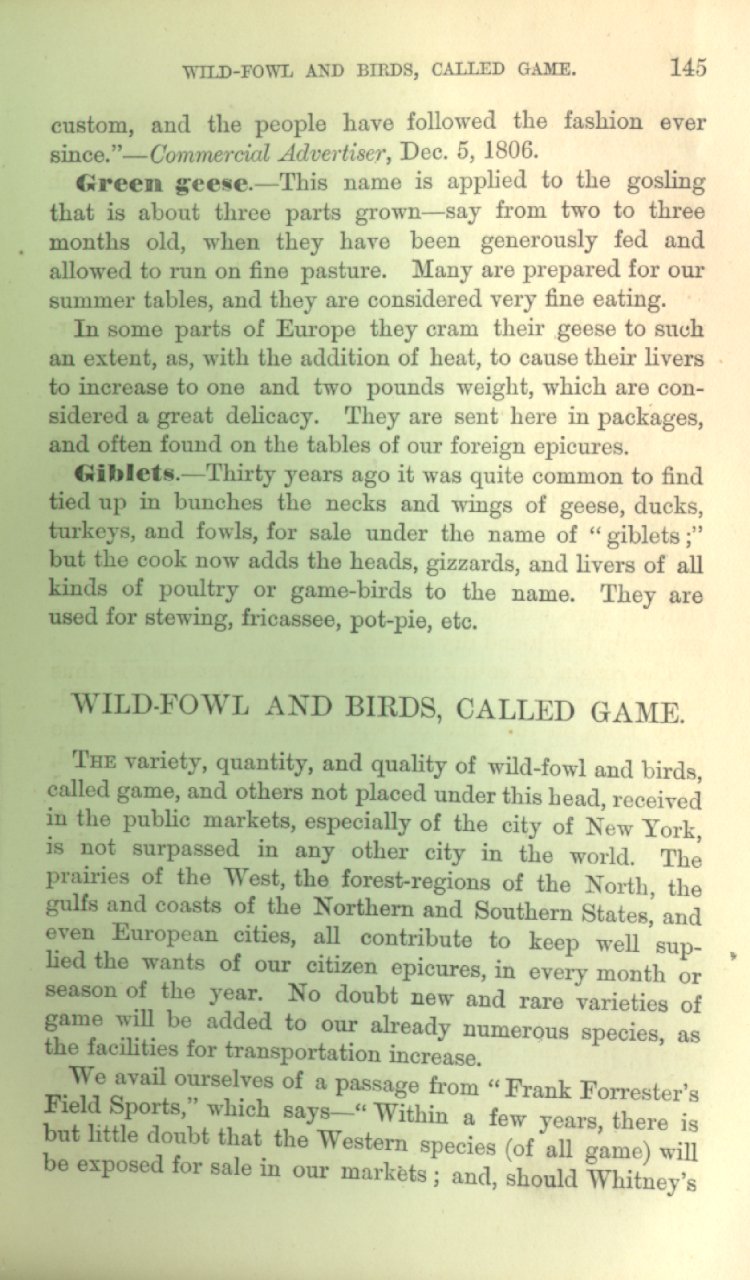 WILD-FOWL AND BIRDS, CALLED GAME. 145
custom, and the people have followed the fashion ever
since."—Commercial Advertiser, Dec. 5, 1806.
Green geese.—This name is applied to the gosling
that is about three parts grown—say from two to three
months old, when they have been generously fed and
allowed to run on fine pasture. Many are prepared for our
summer tables, and they are considered very fine eating.
In some parts of Europe they cram their geese to such
an extent, as, with the addition of heat, to cause their livers
to increase to one and two pounds weight, which are con-
sidered a great delicacy. They are sent here in packages,
and often found on the tables of our foreign epicures.
Giblets.—Thirty years ago it was quite common to find
tied up in bunches the necks and wings of geese, ducks,
turkeys, and fowls, for sale under the name of "giblets;"
but the cook now adds the heads, gizzards, and livers of all
kinds of poultry or game-birds to the name. They are
used for stewing, fricassee, pot-pie, etc.
WILD-FOWL AND BIRDS, CALLED GAME.
THE variety, quantity, and quality of wild-fowl and birds,
called game, and others not placed under this head, received
in the public markets, especially of the city of New York,
is not surpassed in any other city in the world. The
prairies of the West, the forest-regions of the North, the
gulfs and coasts of the Northern and Southern States, and
even European cities, all contribute to keep well sup-
lied the wants of our citizen epicures, in every month or
season of the year. No doubt new and rare varieties of
game will be added to our already numerous species, as
the facilities for transportation increase.
We avail ourselves of a passage from "Frank Forrester's
Field Sports," which says—"Within a few years, there is
but little doubt that the Western species (of all game) will
be exposed for sale in our markets; and, should Whitney's